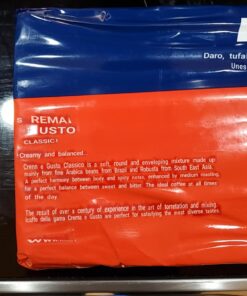 Daro, tufa
Unes
s REMA
USTO
CLASSIC
Creamy and balanced.
Crema e Gusto Classico is a soft, round and enveloping mixture made up
mainly from fine Arabica beans from Brazil and Robusta from South East Asia.
A perfect harmony between body and spicy notes, enhanced by medium roasting,
for a perfect balance between sweet and bitter. The ideal coffee at all times
of the day.
The result of over a century of experience in the art of torrefation and mixing
caffe della gama Crema e Gusto are perfect for satisfying the most diverse tastes